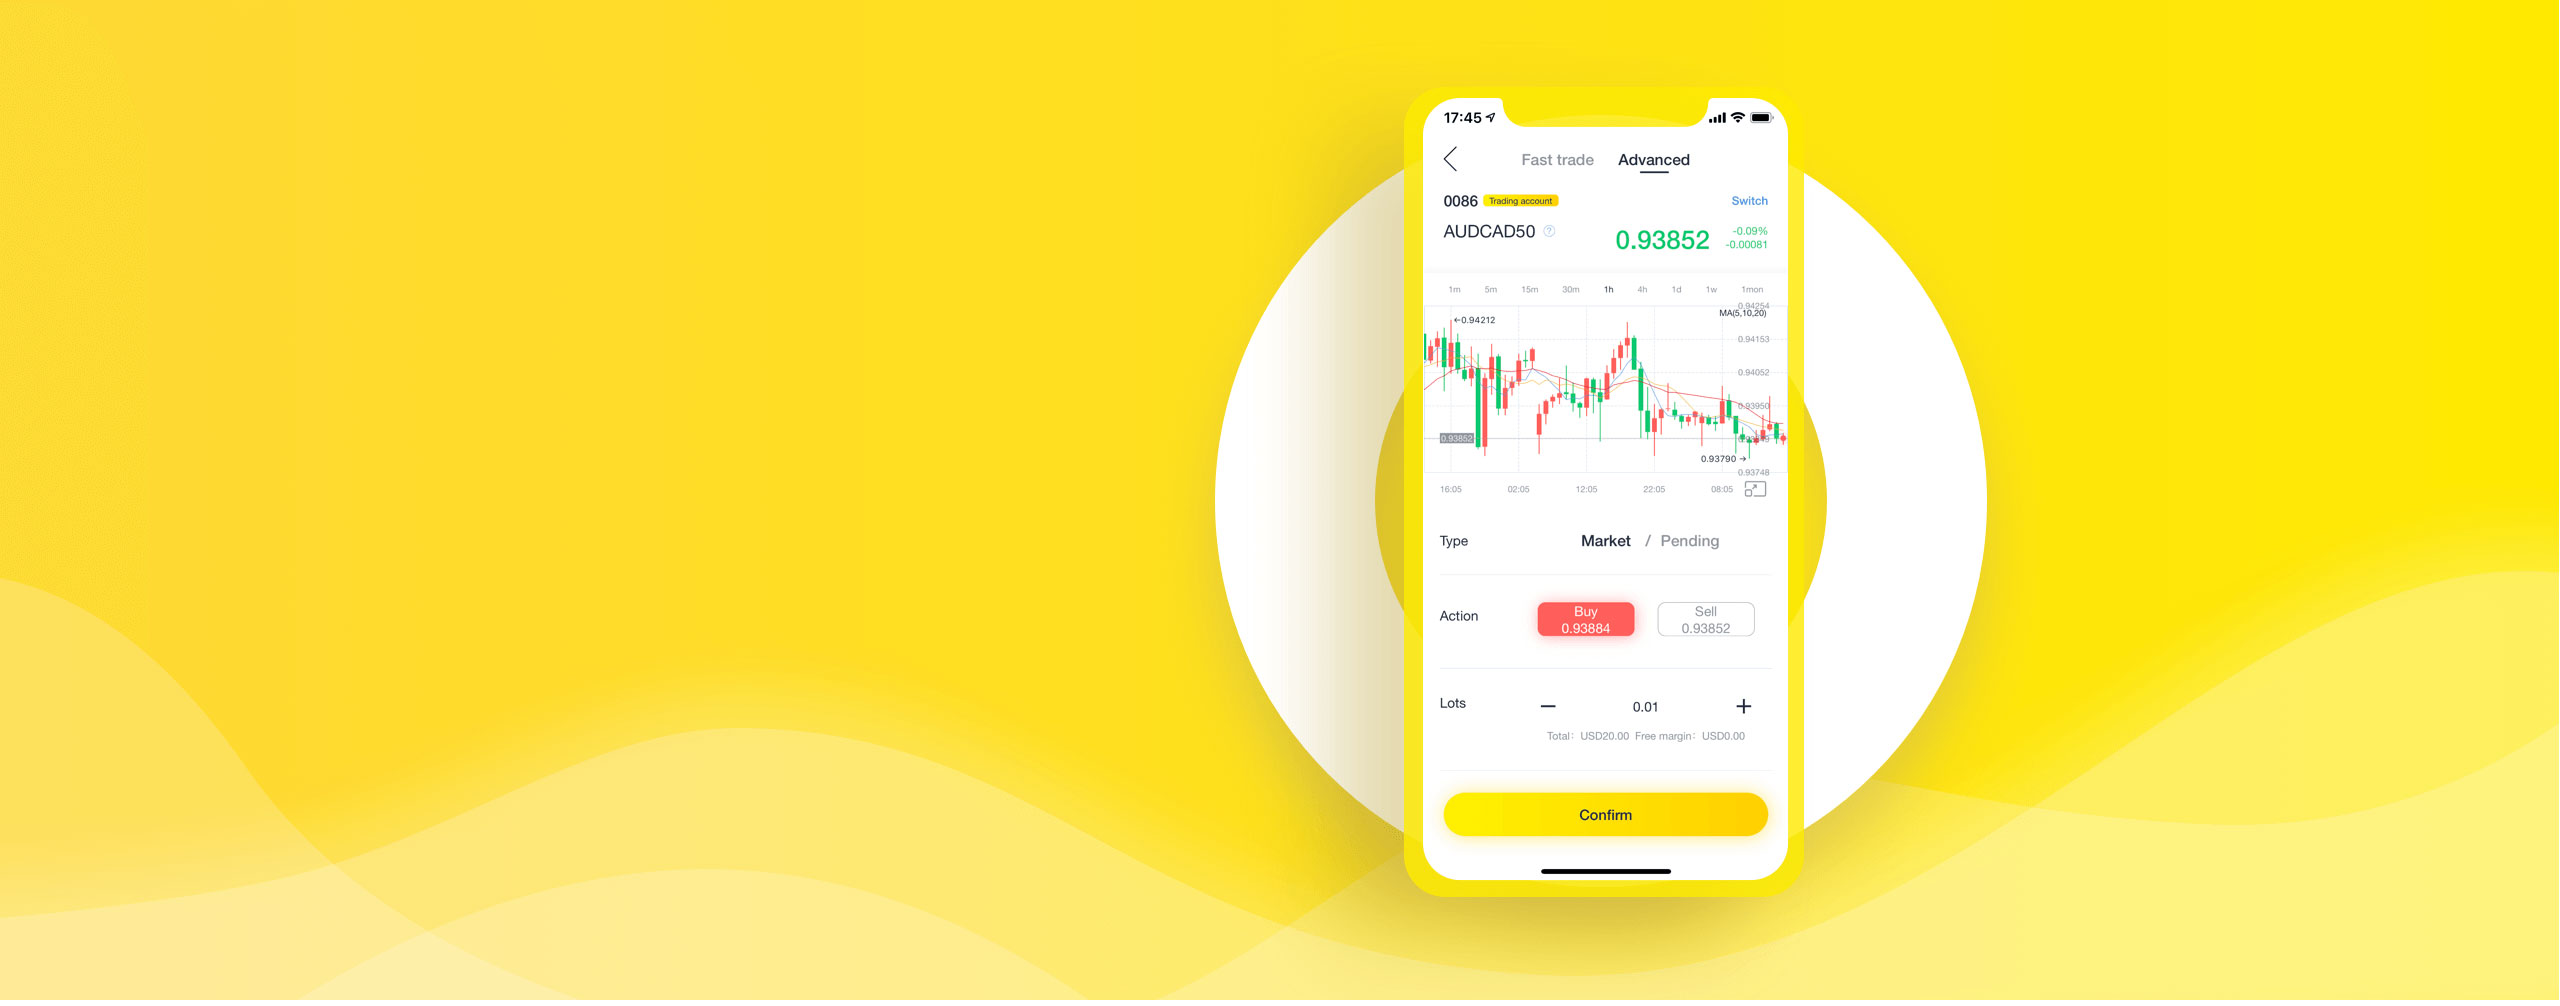 17:45
Fast trade Advanced
0086 Trading account Switch
AUDCAD50 ? 0.93852 -0.09%
-0.00081
1m 5m 15m 30m 1h 4h 1d 1w 1mon
0.94254
MA(5,10,20)
←0.94212
0.94153
0.94052
0.93950
0.93852
0.93790→
0.93748
16:05 02:05 12:05 22:05 08:05
Type Market / Pending
Action Buy Sell
0.93884 0.93852
Lots − 0.01 +
Total: USD20.00 Free margin: USD0.00
Confirm